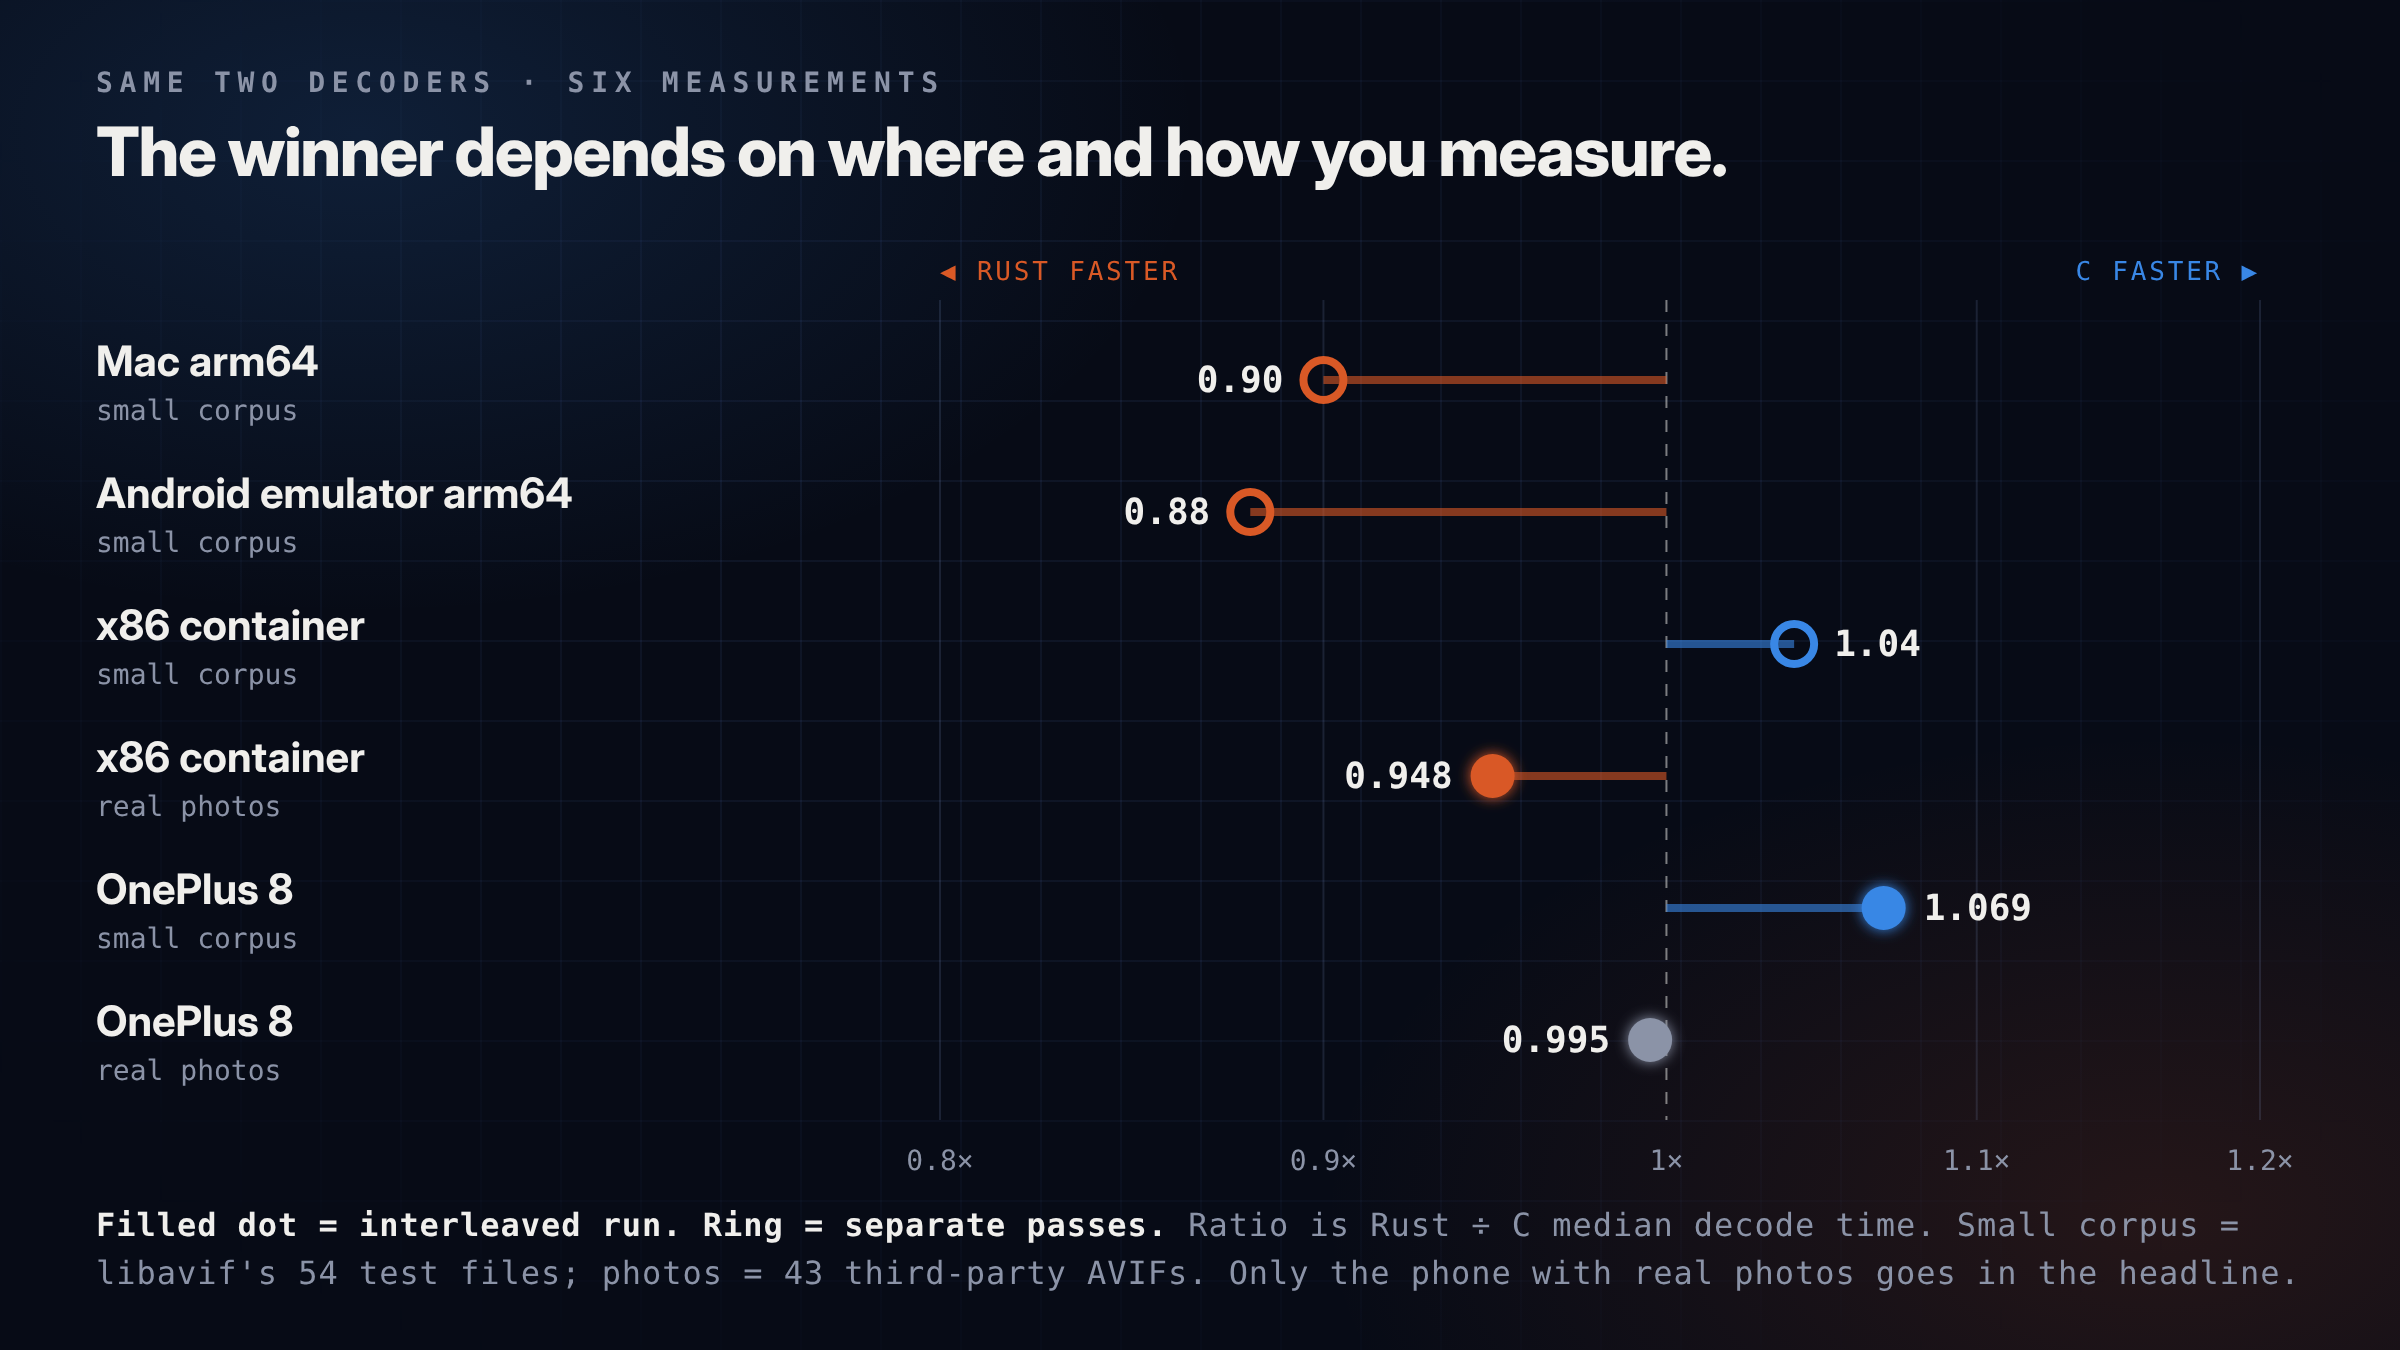 SAME TWO DECODERS · SIX MEASUREMENTS
The winner depends on where and how you measure.
◀ RUST FASTER
C FASTER ▶
Mac arm64
small corpus
0.90
Android emulator arm64
small corpus
0.88
x86 container
small corpus
1.04
x86 container
real photos
0.948
OnePlus 8
small corpus
1.069
OnePlus 8
real photos
0.995
0.8×
0.9×
1×
1.1×
1.2×
Filled dot = interleaved run. Ring = separate passes. Ratio is Rust ÷ C median decode time. Small corpus =
libavif's 54 test files; photos = 43 third-party AVIFs. Only the phone with real photos goes in the headline.